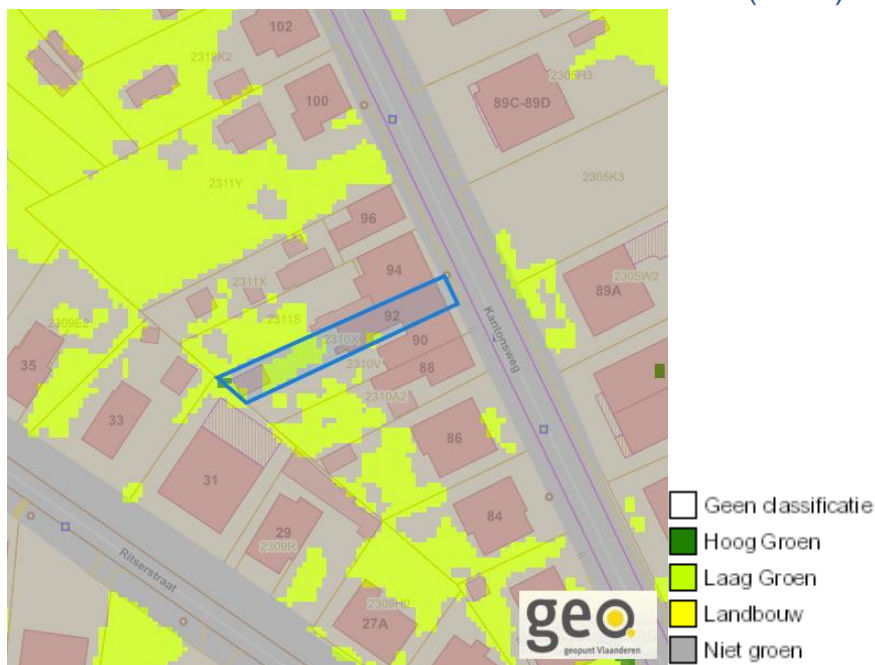 102
2312K2
2305H3
100
89C-89D
2311Y
2305K3
96
94
2311X
2305W2
89A
2311S
92
2309E2
2310X
90
Kantonsweg
35
2310V
88
2310A2
33
86
31
84
29
2309R
Ritserstraat
2309H2
27A
geo
geopunt Vlaanderen
Geen classificatie
Hoog Groen
Laag Groen
Landbouw
Niet groen